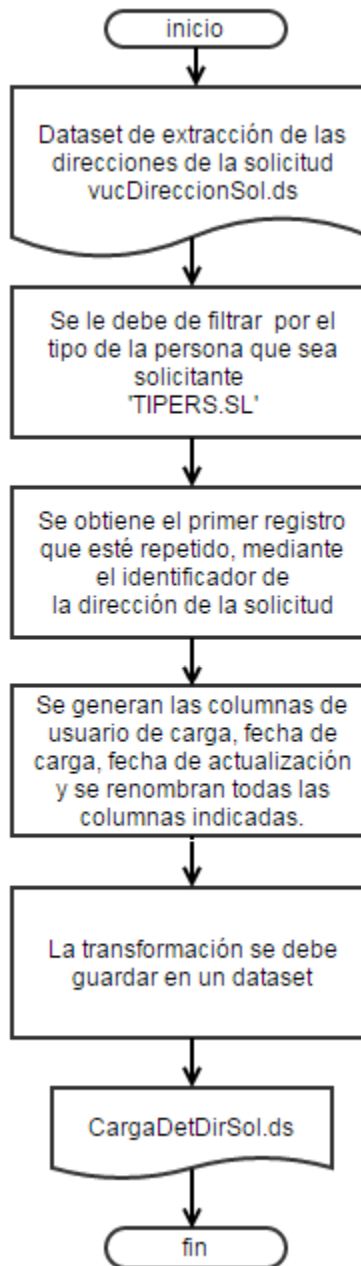 inicio
Dataset de extracción de las
direcciones de la solicitud
vucDireccionSol.ds
Se le debe de filtrar por el
tipo de la persona que sea
solicitante
'TIPERS.SL'
Se obtiene el primer registro
que esté repetido, mediante
el identificador de
la dirección de la solicitud
Se generan las columnas de
usuario de carga, fecha de
carga, fecha de actualización
y se renombran todas las
columnas indicadas.
La transformación se debe
guardar en un dataset
CargaDetDirSol.ds
fin